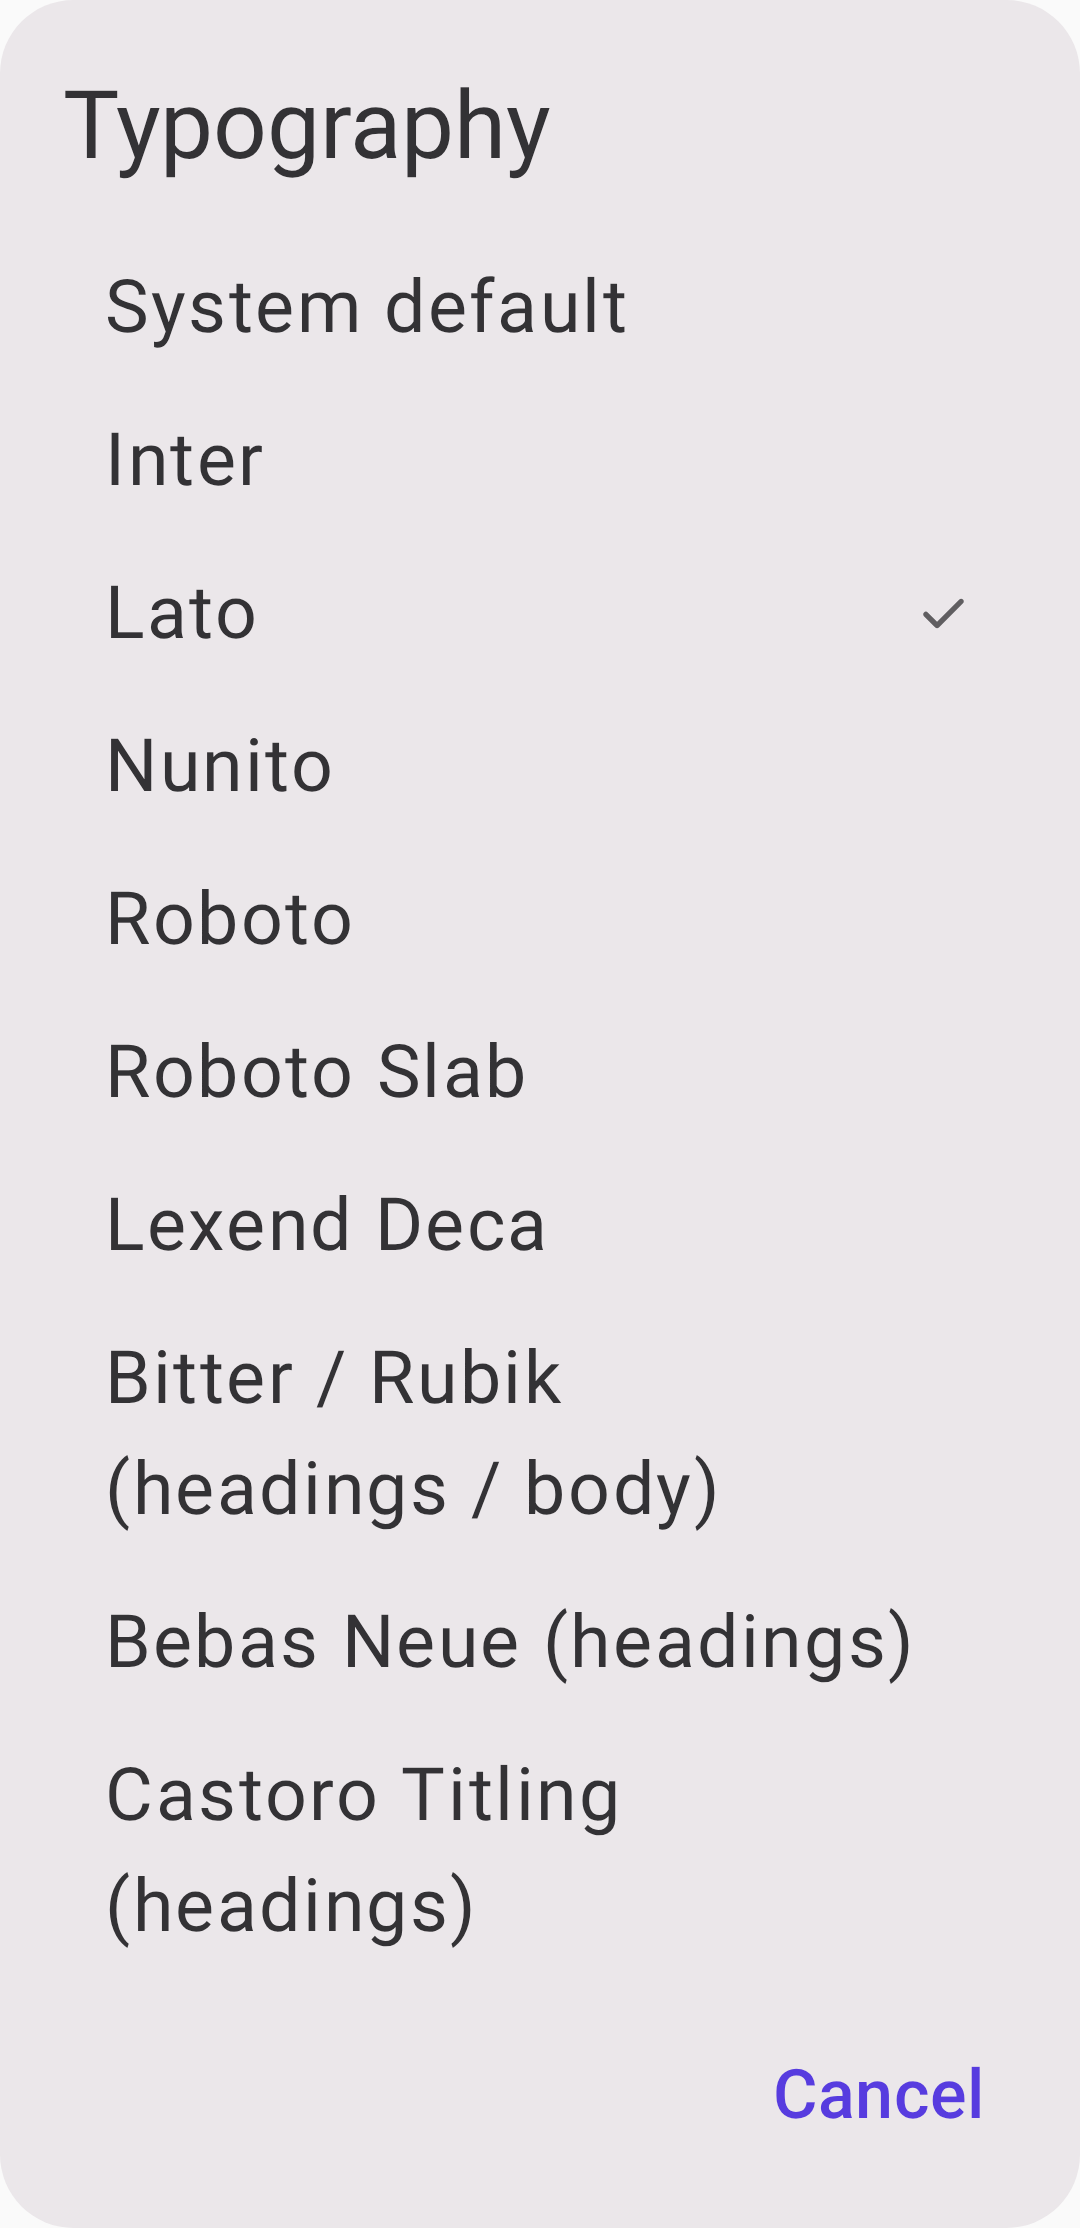 Typography
System default
Inter
Lato
Nunito
Roboto
Roboto Slab
Lexend Deca
Bitter / Rubik
(headings / body)
Bebas Neue (headings)
Castoro Titling
(headings)
Cancel